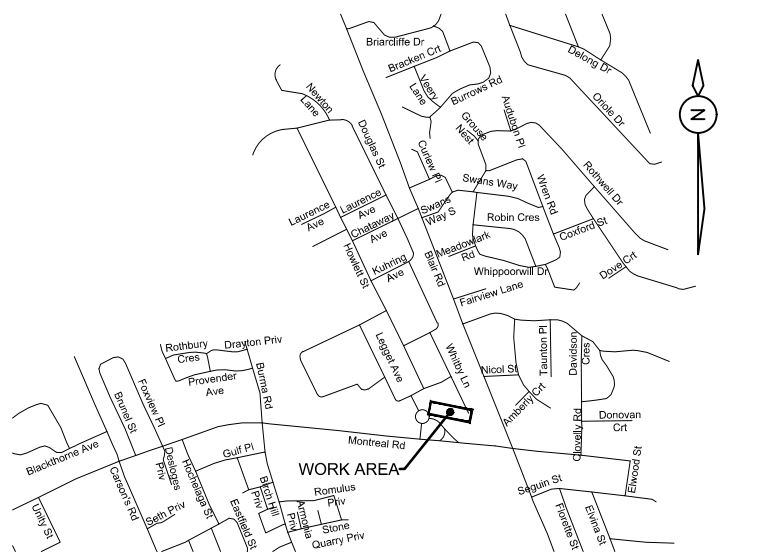 Briarcliffe Dr
Bracken Crt
Delong Dr
Veery
Lane
Burrows Rd
Oriole Dr
Newton
Lane
Audubon Pl
Grouse
Nest
N
Douglas St
Curlew Pl
Rothwell Dr
Swans Way
Wren Rd
Laurence
Ave
Laurence
Ave
Swans
Way S
Chataway
Ave
Robin Cres
Coxford St
Meadowlark
Rd
Howlett St
Kuhring
Ave
Blair Rd
Whippoorwill Dr
Dove Crt
Fairview Lane
Rothbury
Cres
Drayton Priv
Legget Ave
Whitby Ln
Taunton Pl
Davidson
Cres
Provender
Ave
Burma Rd
Nicol St
Brunel St
Foxview Pl
Amberly Crt
Donovan
Crt
Clovelly Rd
Montreal Rd
Blackthorne Ave
Gulf Pl
WORK AREA
Carson's Rd
Desloges
Priv
Hochelaga St
Elwood St
Seguin St
Birch Hill
Priv
Romulus
Priv
Unity St
Seth Priv
Eastfield St
Armonia
Priv
Stone
Quarry Priv
Florette St
Elvina St